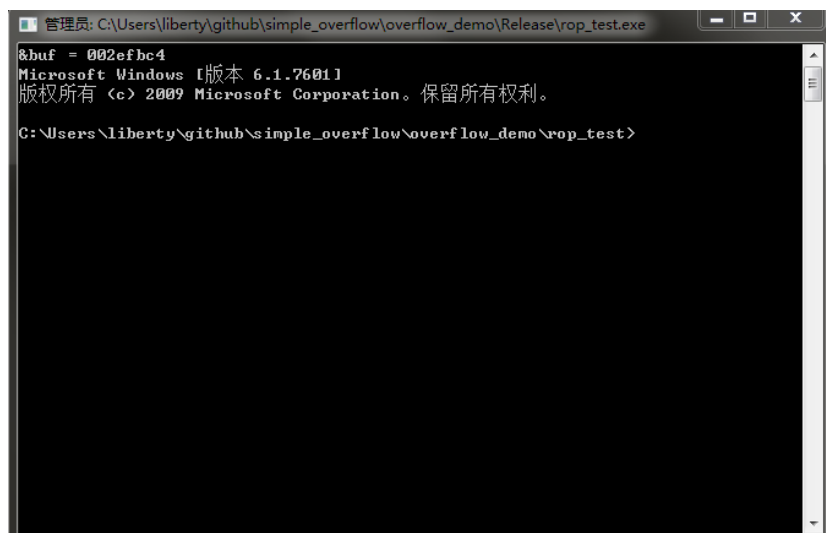 管理员: C:\Users\liberty\github\simple_overflow\overflow_demo\Release\rop_test.exe
&buf = 002efbc4
Microsoft Windows [版本 6.1.7601]
版权所有 (c) 2009 Microsoft Corporation。保留所有权利。
C:\Users\liberty\github\simple_overflow\overflow_demo\rop_test>